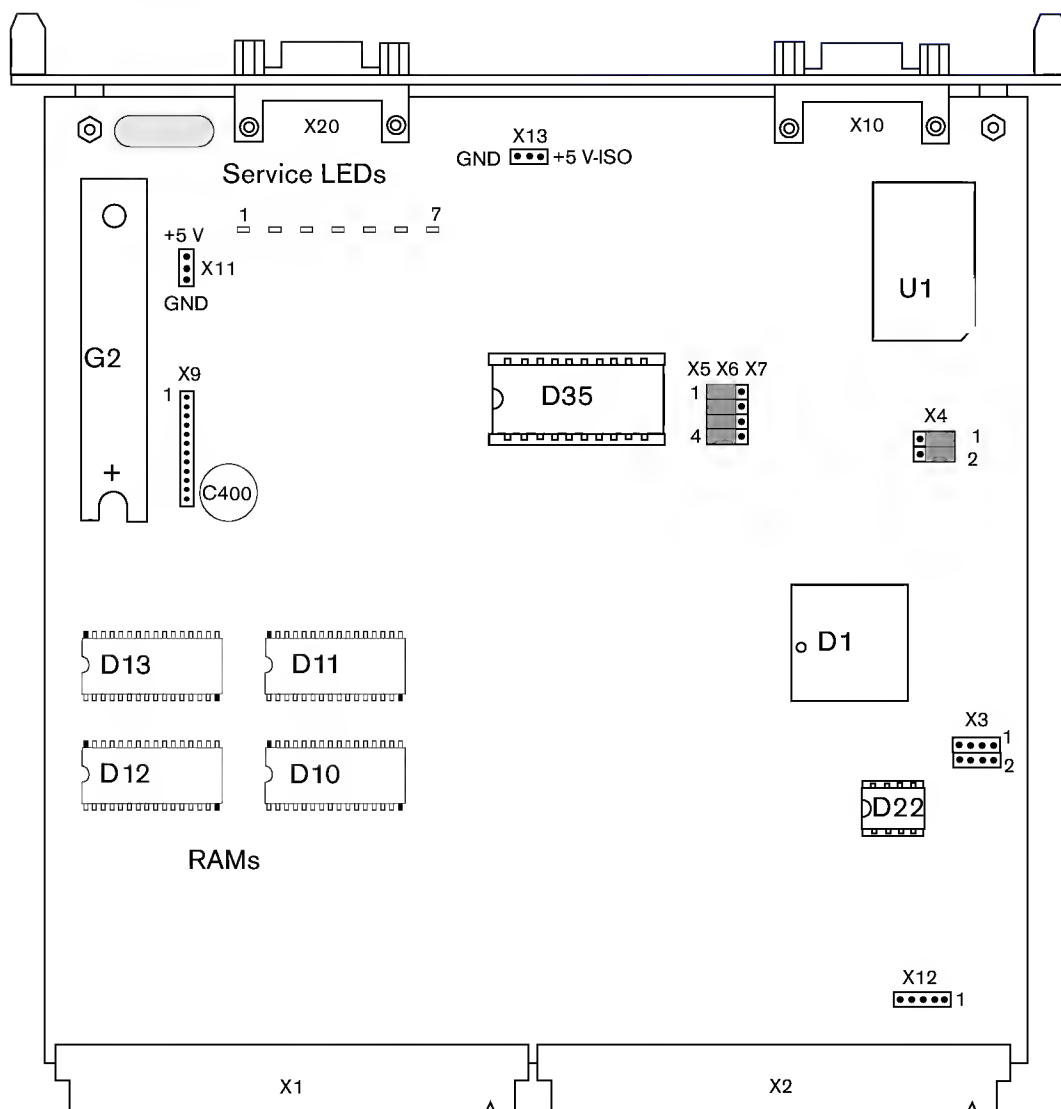 X20
X13
X10
GND
+5 V-ISO
Service LEDs
1
7
+5 V
X11
GND
U1
G2
X9
1
D35
X5 X6 X7
1
4
X4
1
2
+
C400
D13
D11
D1
X3
1
2
D12
D10
D22
RAMs
X12
1
X1
X2